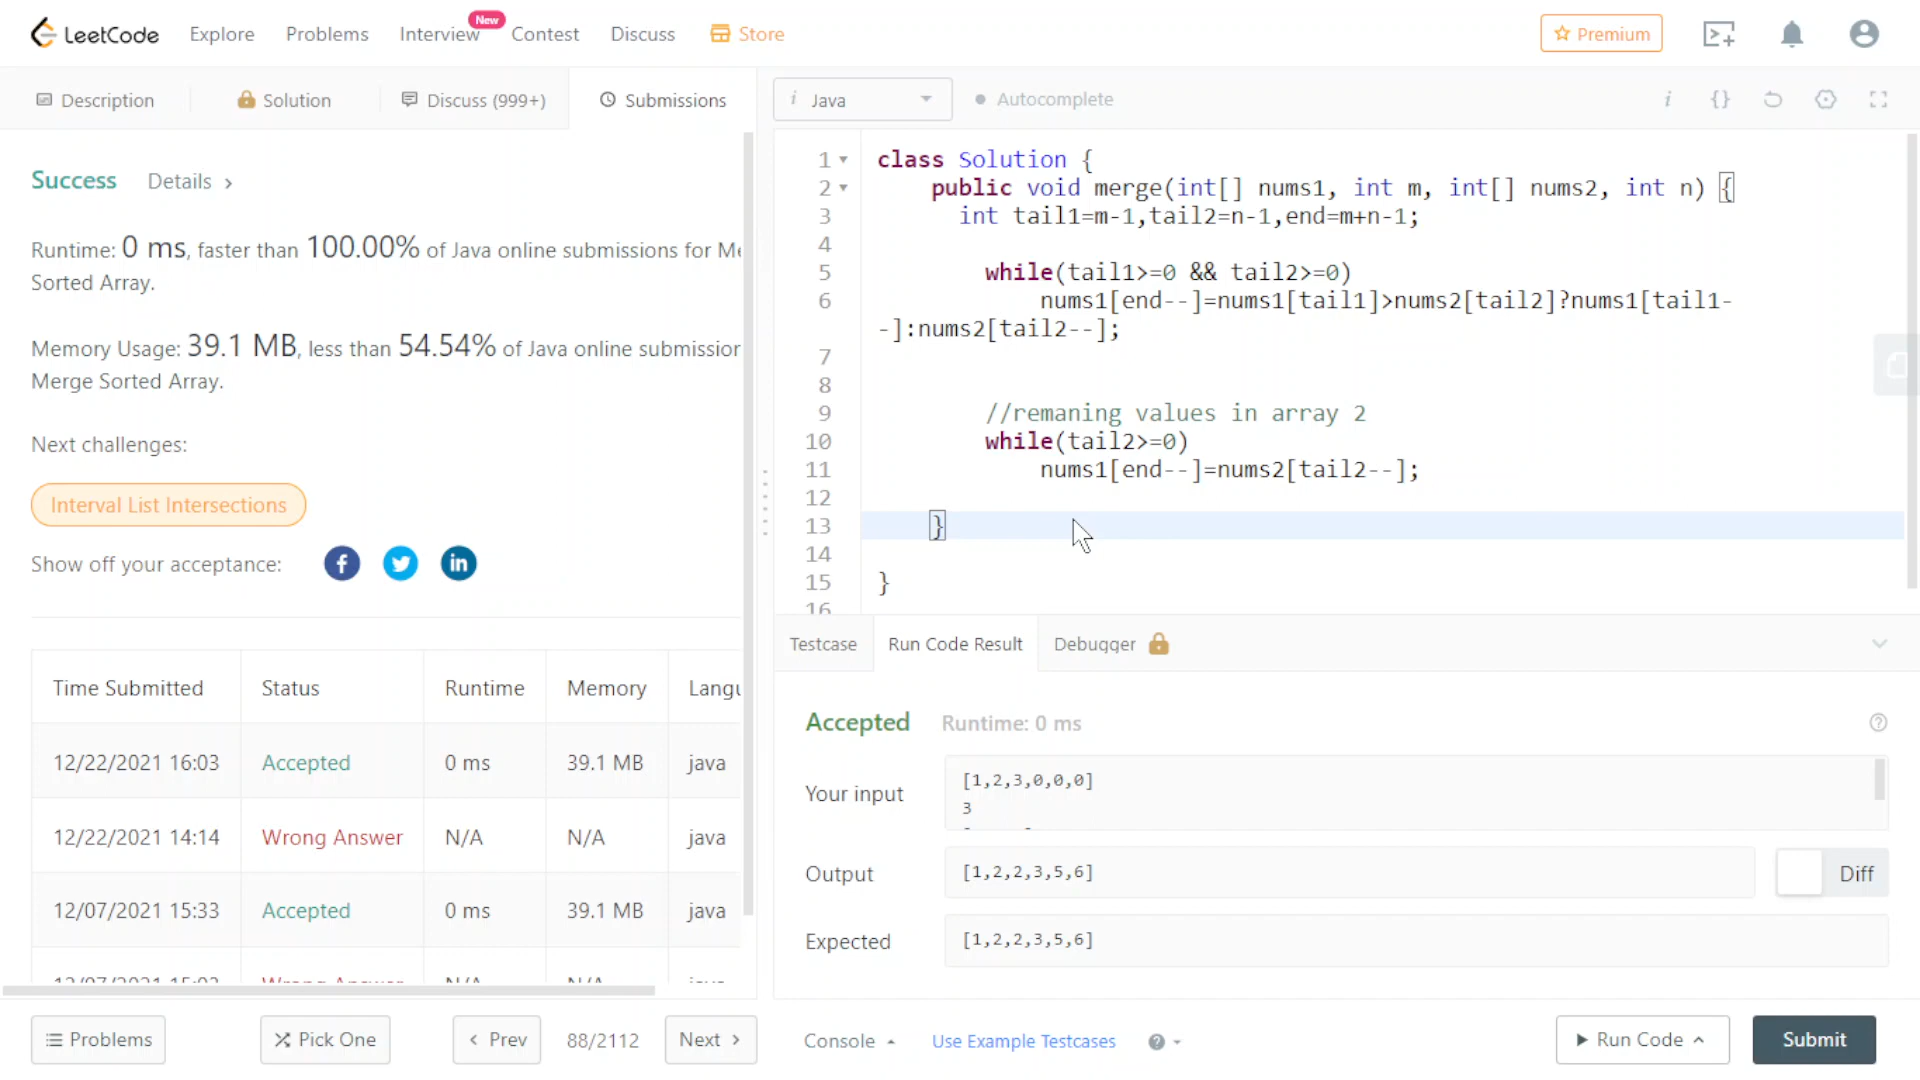 LeetCode Explore Problems Interview New Contest Discuss Store Premium
Description Solution Discuss (999+) Submissions
i Java Autocomplete i {}
Success Details >
Runtime: 0 ms, faster than 100.00% of Java online submissions for Me
Sorted Array.
Memory Usage: 39.1 MB, less than 54.54% of Java online submission
Merge Sorted Array.
Next challenges:
Interval List Intersections
Show off your acceptance:
Time Submitted Status Runtime Memory Langu
12/22/2021 16:03 Accepted 0 ms 39.1 MB java
12/22/2021 14:14 Wrong Answer N/A N/A java
12/07/2021 15:33 Accepted 0 ms 39.1 MB java
1 class Solution {
2 public void merge(int[] nums1, int m, int[] nums2, int n) {
3 int tail1=m-1,tail2=n-1,end=m+n-1;
4
5 while(tail1>=0 && tail2>=0)
6 nums1[end--]=nums1[tail1]>nums2[tail2]?nums1[tail1-
-]:nums2[tail2--];
7
8
9 //remaning values in array 2
10 while(tail2>=0)
11 nums1[end--]=nums2[tail2--];
12
13 }
14
15 }
16
Testcase Run Code Result Debugger
Accepted Runtime: 0 ms
Your input
[1,2,3,0,0,0]
3
Output [1,2,2,3,5,6] Diff
Expected [1,2,2,3,5,6]
Problems Pick One < Prev 88/2112 Next >
Console Use Example Testcases Run Code Submit